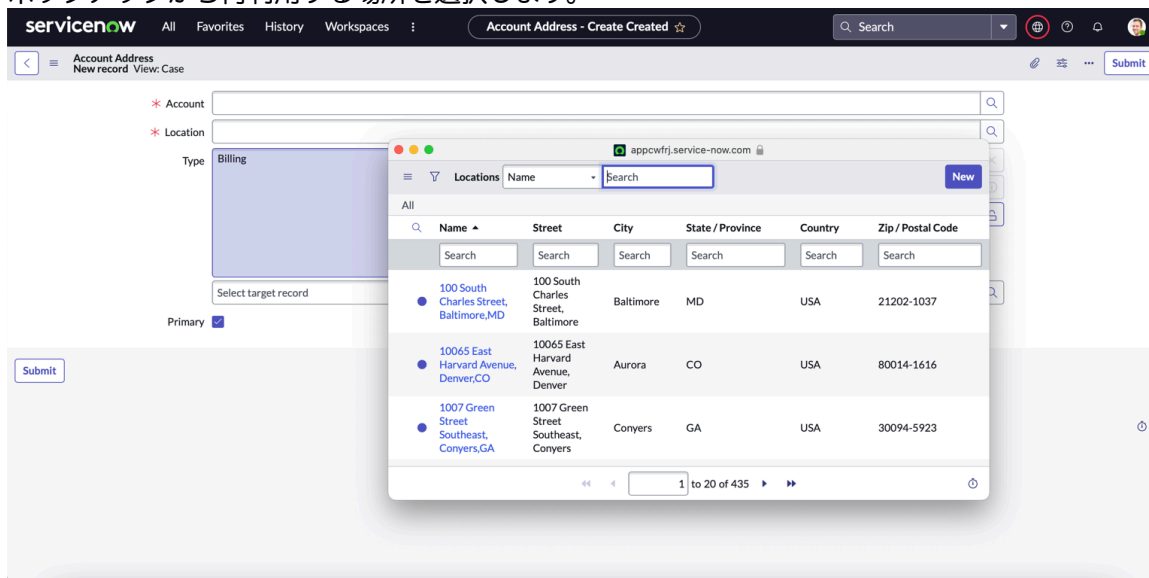 ポップアップから再利用する場所を選択します。
servicenow All Favorites History Workspaces Account Address - Create Created Search
Account Address
New record View: Case
Submit
Account
Location
Type Billing
appcwfrj.service-now.com
Locations Name Search New
All
Name Street City State / Province Country Zip / Postal Code
Search Search Search Search Search Search
100 South Charles Street, Baltimore,MD 100 South Charles Street, Baltimore Baltimore MD USA 21202-1037
10065 East Harvard Avenue, Denver,CO 10065 East Harvard Avenue, Denver Aurora CO USA 80014-1616
1007 Green Street Southeast, Conyers,GA 1007 Green Street Southeast, Conyers Conyers GA USA 30094-5923
1 to 20 of 435
Select target record
Primary
Submit